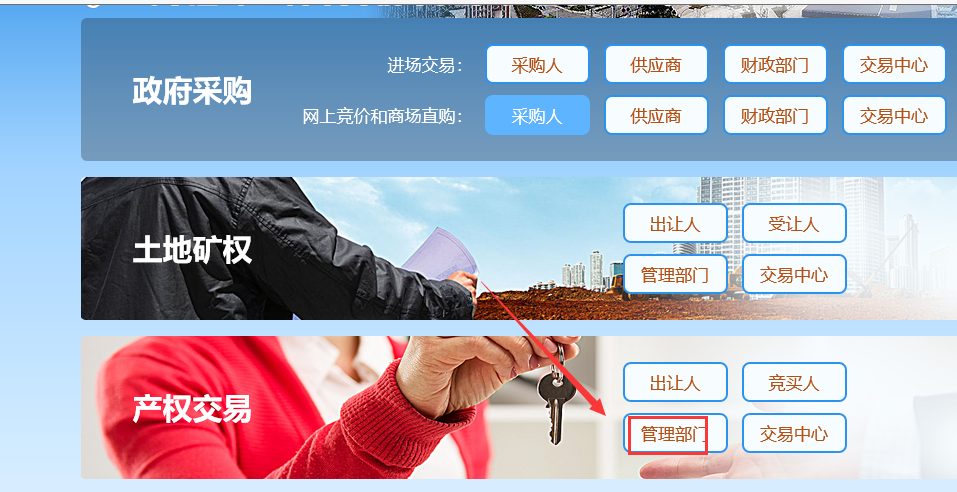 政府采购
进场交易： 采购人 供应商 财政部门 交易中心
网上竞价和商场直购： 采购人 供应商 财政部门 交易中心
土地矿权
出让人 受让人
管理部门 交易中心
产权交易
出让人 竞买人
管理部门 交易中心